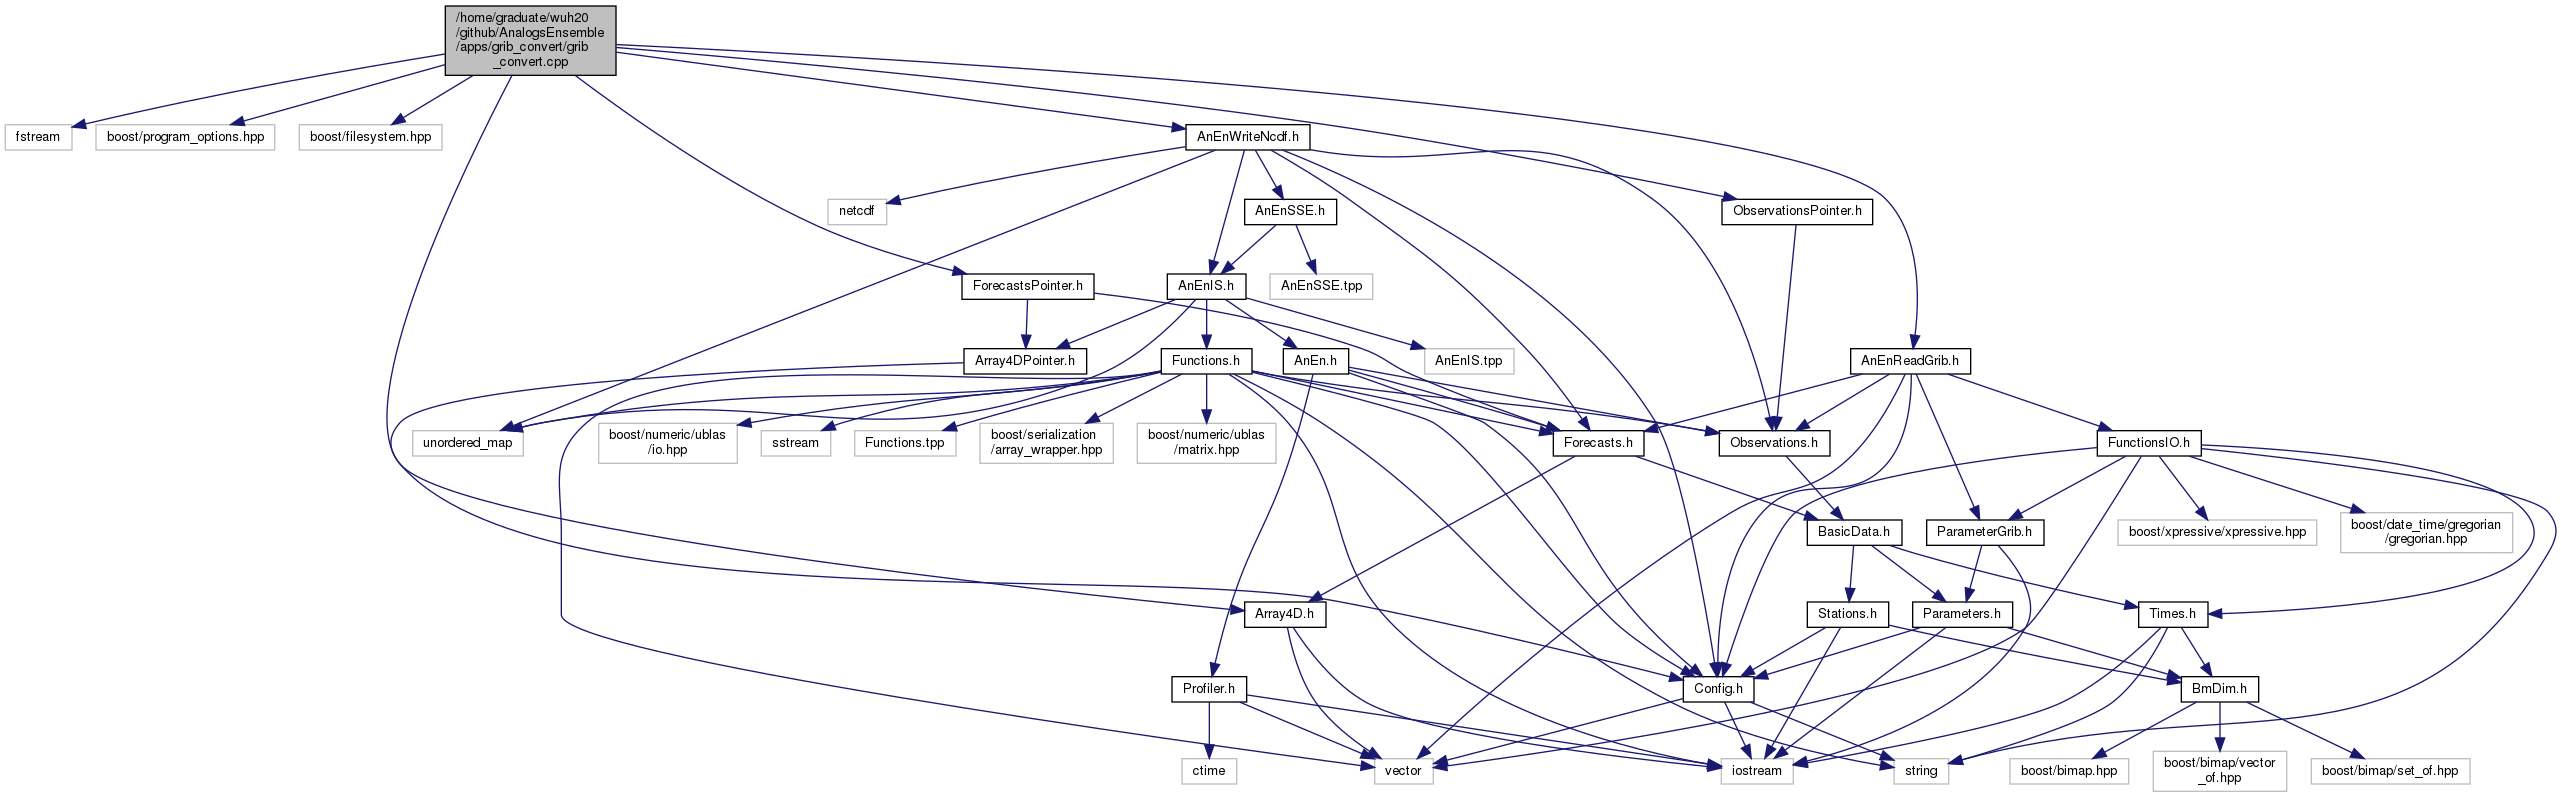 /home/graduate/wuh20
/github/AnalogsEnsemble
/apps/grib_convert/grib
_convert.cpp
fstream
boost/program_options.hpp
boost/filesystem.hpp
AnEnWriteNcdf.h
netcdf
AnEnSSE.h
ObservationsPointer.h
ForecastsPointer.h
AnEnIS.h
AnEnSSE.tpp
Array4DPointer.h
Functions.h
AnEn.h
AnEnIS.tpp
AnEnReadGrib.h
unordered_map
boost/numeric/ublas
/io.hpp
sstream
Functions.tpp
boost/serialization
/array_wrapper.hpp
boost/numeric/ublas
/matrix.hpp
Forecasts.h
Observations.h
FunctionsIO.h
BasicData.h
ParameterGrib.h
boost/xpressive/xpressive.hpp
boost/date_time/gregorian
/gregorian.hpp
Array4D.h
Stations.h
Parameters.h
Times.h
Profiler.h
Config.h
BmDim.h
ctime
vector
iostream
string
boost/bimap.hpp
boost/bimap/vector
_of.hpp
boost/bimap/set_of.hpp